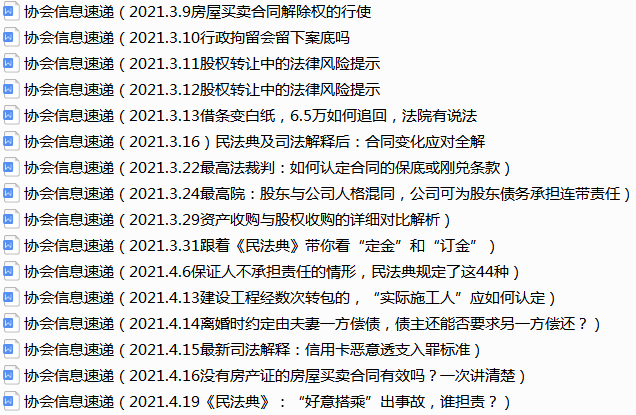 协会信息速递（2021.3.9房屋买卖合同解除权的行使
协会信息速递（2021.3.10行政拘留会留下案底吗
协会信息速递（2021.3.11股权转让中的法律风险提示
协会信息速递（2021.3.12股权转让中的法律风险提示
协会信息速递（2021.3.13借条变白纸，6.5万如何追回，法院有说法
协会信息速递（2021.3.16）民法典及司法解释后：合同变化应对全解
协会信息速递（2021.3.22最高法裁判：如何认定合同的保底或刚兑条款）
协会信息速递（2021.3.24最高院：股东与公司人格混同，公司可为股东债务承担连带责任）
协会信息速递（2021.3.29资产收购与股权收购的详细对比解析）
协会信息速递（2021.3.31跟着《民法典》带你看“定金”和“订金”）
协会信息速递（2021.4.6保证人不承担责任的情形，民法典规定了这44种）
协会信息速递（2021.4.13建设工程经数次转包的，“实际施工人”应如何认定）
协会信息速递（2021.4.14离婚时约定由夫妻一方偿债，债主还能否要求另一方偿还？）
协会信息速递（2021.4.15最新司法解释：信用卡恶意透支入罪标准）
协会信息速递（2021.4.16没有房产证的房屋买卖合同有效吗？一次讲清楚）
协会信息速递（2021.4.19《民法典》：“好意搭乘”出事故，谁担责？）